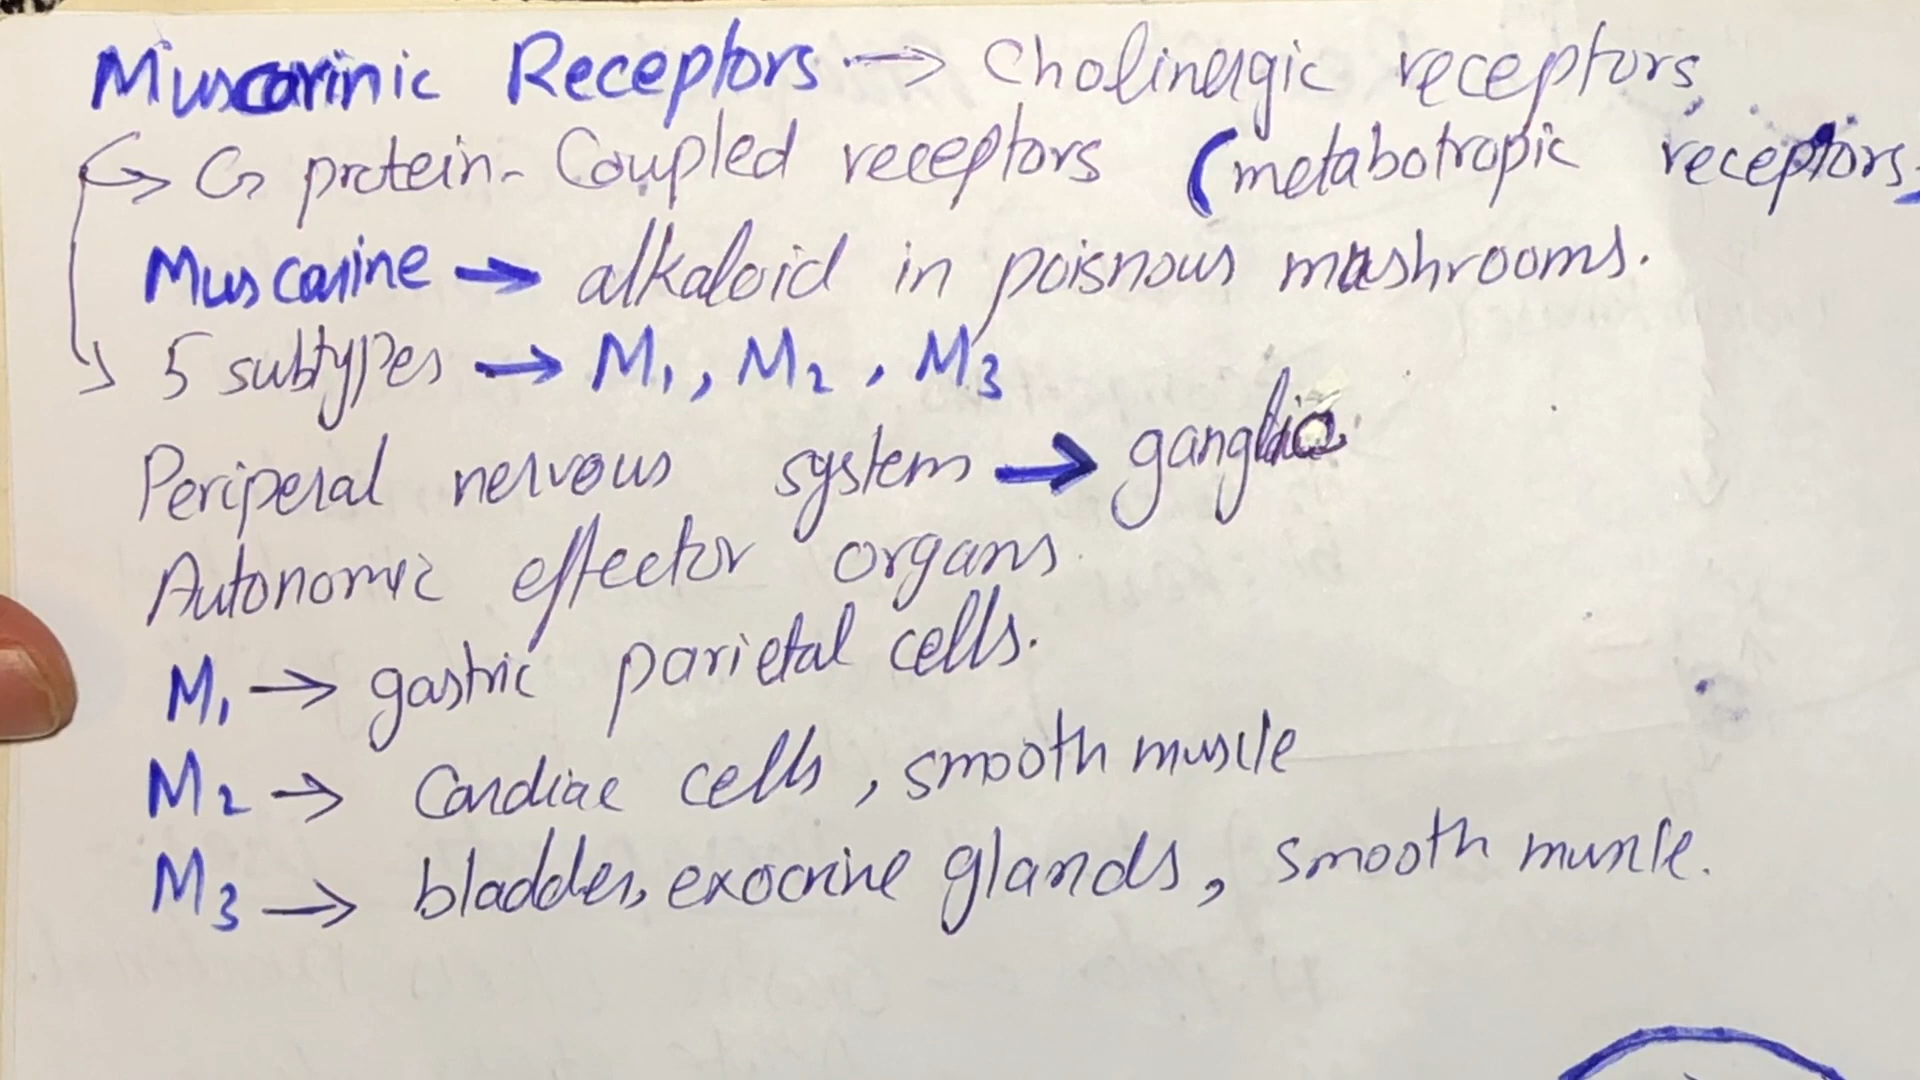 Muscarinic Receptors → Cholinergic receptors
↳ G protein-Coupled receptors (metabotropic receptors)
Muscarine → alkaloid in poisnous mushrooms.
↳ 5 subtypes → M₁, M₂, M₃
Periperal nervous system → ganglia
Autonomic effector organs
M₁ → gastric parietal cells.
M₂ → Cardiac cells, smooth muscle
M₃ → bladder, exocrine glands, smooth muscle.